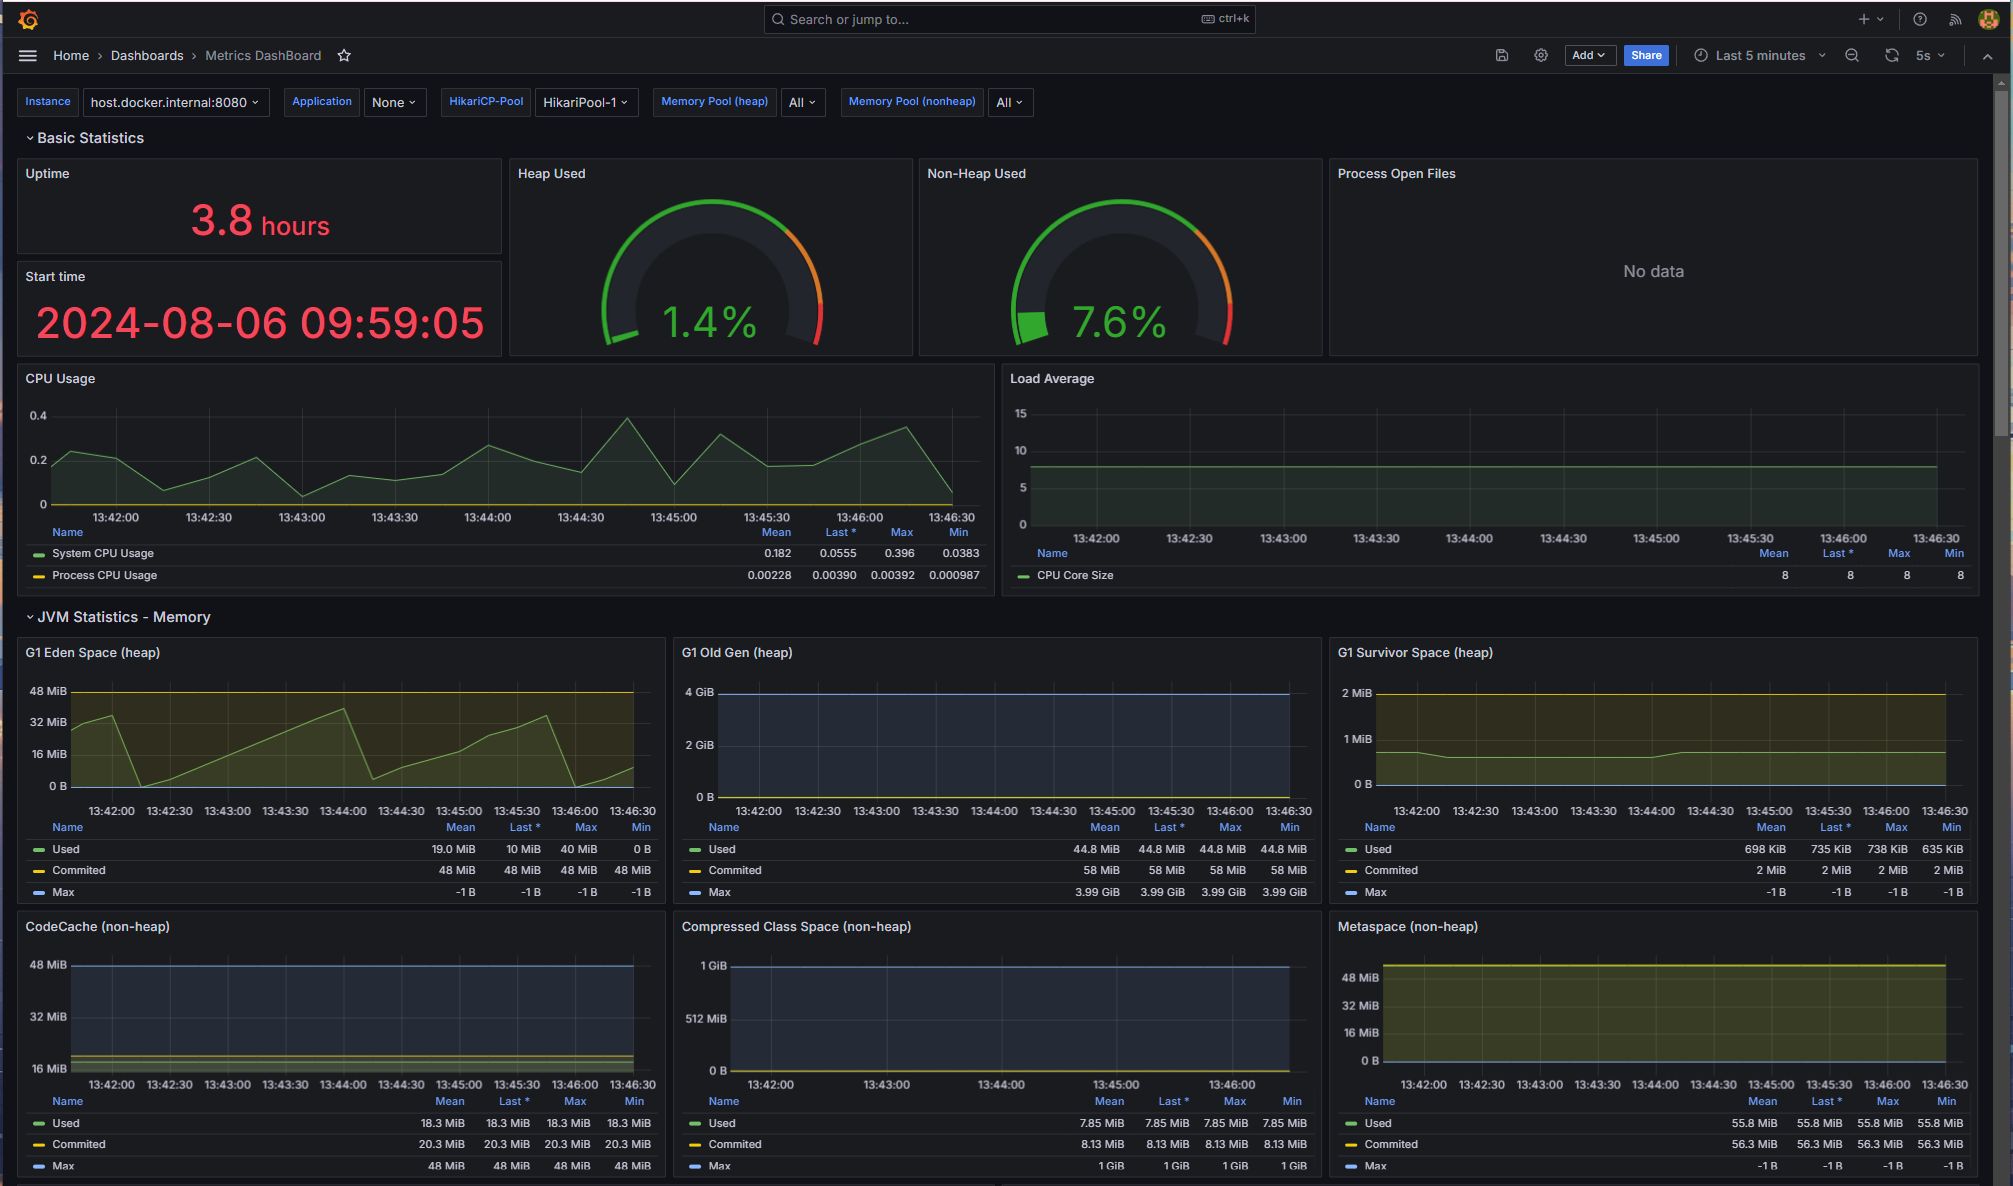 Search or jump to...
ctrl+k
Home › Dashboards › Metrics DashBoard
Add
Share
Last 5 minutes
5s
Instance
host.docker.internal:8080
Application
None
HikariCP-Pool
HikariPool-1
Memory Pool (heap)
All
Memory Pool (nonheap)
All
Basic Statistics
Uptime
3.8 hours
Start time
2024-08-06 09:59:05
Heap Used
1.4%
Non-Heap Used
7.6%
Process Open Files
No data
CPU Usage
0.4
0.2
0
13:42:00 13:42:30 13:43:00 13:43:30 13:44:00 13:44:30 13:45:00 13:45:30 13:46:00 13:46:30
Name Mean Last * Max Min
System CPU Usage 0.182 0.0555 0.396 0.0383
Process CPU Usage 0.00228 0.00390 0.00392 0.000987
Load Average
15
10
5
0
13:42:00 13:42:30 13:43:00 13:43:30 13:44:00 13:44:30 13:45:00 13:45:30 13:46:00 13:46:30
Name Mean Last * Max Min
CPU Core Size 8 8 8 8
JVM Statistics - Memory
G1 Eden Space (heap)
48 MiB
32 MiB
16 MiB
0 B
13:42:00 13:42:30 13:43:00 13:43:30 13:44:00 13:44:30 13:45:00 13:45:30 13:46:00 13:46:30
Name Mean Last * Max Min
Used 19.0 MiB 10 MiB 40 MiB 0 B
Commited 48 MiB 48 MiB 48 MiB 48 MiB
Max -1 B -1 B -1 B -1 B
G1 Old Gen (heap)
4 GiB
2 GiB
0 B
13:42:00 13:42:30 13:43:00 13:43:30 13:44:00 13:44:30 13:45:00 13:45:30 13:46:00 13:46:30
Name Mean Last * Max Min
Used 44.8 MiB 44.8 MiB 44.8 MiB 44.8 MiB
Commited 58 MiB 58 MiB 58 MiB 58 MiB
Max 3.99 GiB 3.99 GiB 3.99 GiB 3.99 GiB
G1 Survivor Space (heap)
2 MiB
1 MiB
0 B
13:42:00 13:42:30 13:43:00 13:43:30 13:44:00 13:44:30 13:45:00 13:45:30 13:46:00 13:46:30
Name Mean Last * Max Min
Used 698 KiB 735 KiB 738 KiB 635 KiB
Commited 2 MiB 2 MiB 2 MiB 2 MiB
Max -1 B -1 B -1 B -1 B
CodeCache (non-heap)
48 MiB
32 MiB
16 MiB
13:42:00 13:42:30 13:43:00 13:43:30 13:44:00 13:44:30 13:45:00 13:45:30 13:46:00 13:46:30
Name Mean Last * Max Min
Used 18.3 MiB 18.3 MiB 18.3 MiB 18.3 MiB
Commited 20.3 MiB 20.3 MiB 20.3 MiB 20.3 MiB
Max 48 MiB 48 MiB 48 MiB 48 MiB
Compressed Class Space (non-heap)
1 GiB
512 MiB
0 B
13:42:00 13:43:00 13:44:00 13:45:00 13:46:00
Name Mean Last * Max Min
Used 7.85 MiB 7.85 MiB 7.85 MiB 7.85 MiB
Commited 8.13 MiB 8.13 MiB 8.13 MiB 8.13 MiB
Max 1 GiB 1 GiB 1 GiB 1 GiB
Metaspace (non-heap)
48 MiB
32 MiB
16 MiB
0 B
13:42:00 13:42:30 13:43:00 13:43:30 13:44:00 13:44:30 13:45:00 13:45:30 13:46:00 13:46:30
Name Mean Last * Max Min
Used 55.8 MiB 55.8 MiB 55.8 MiB 55.8 MiB
Commited 56.3 MiB 56.3 MiB 56.3 MiB 56.3 MiB
Max -1 B -1 B -1 B -1 B